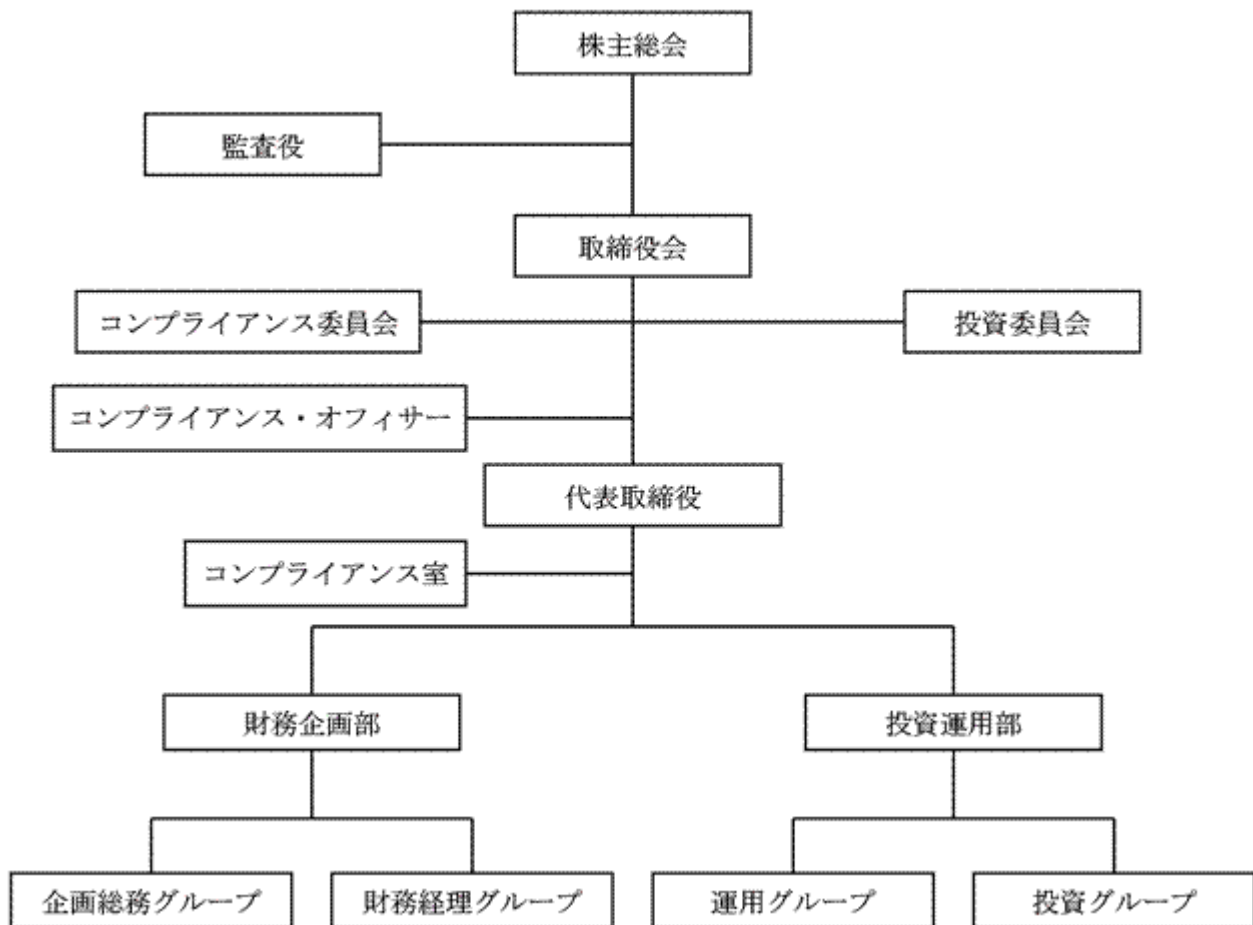 株主総会
監査役
取締役会
コンプライアンス委員会
投資委員会
コンプライアンス・オフィサー
代表取締役
コンプライアンス室
財務企画部
投資運用部
企画総務グループ
財務経理グループ
運用グループ
投資グループ